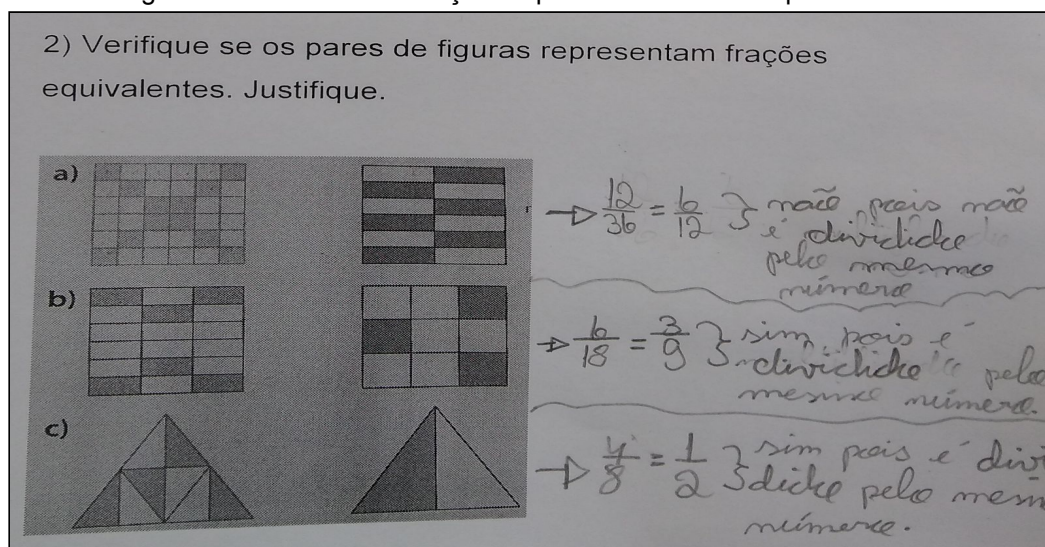 2) Verifique se os pares de figuras representam frações
equivalentes. Justifique.
a)
→ 12/36 = 6/12 } não pois não
é dividido
pelo mesmo
número
b)
→ 6/18 = 3/9 } sim, pois é
dividido pelo
mesmo número.
c)
→ 4/8 = 1/2 } sim pois é divi
dido pelo mesm
número.